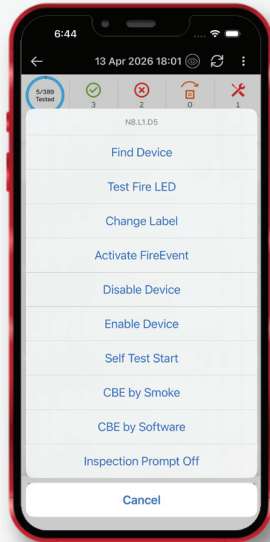 6:44
13 Apr 2026 18:01
5/389
Tested
3
2
0
1
N8.L1.D5
Find Device
Test Fire LED
Change Label
Activate FireEvent
Disable Device
Enable Device
Self Test Start
CBE by Smoke
CBE by Software
Inspection Prompt Off
Cancel